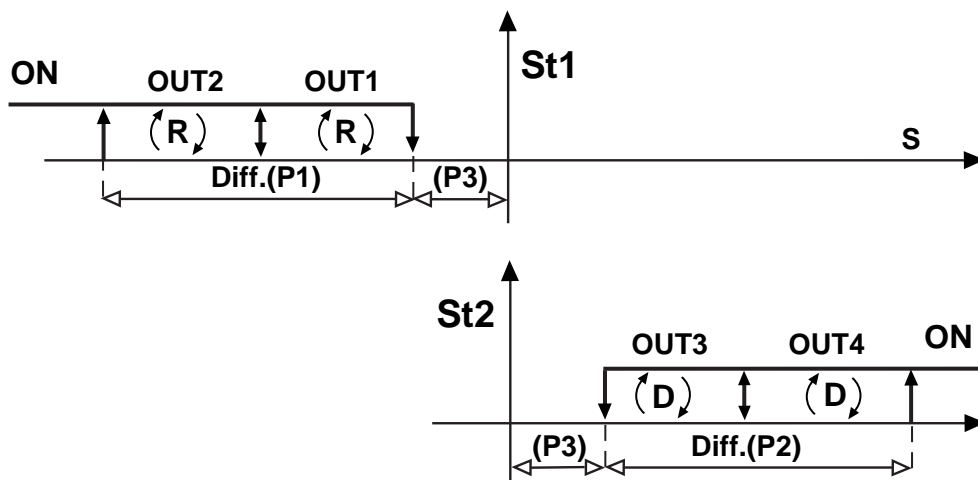 St1
ON
OUT2 OUT1
R R
S
Diff.(P1) (P3)
St2
OUT3 OUT4 ON
D D
(P3) Diff.(P2)